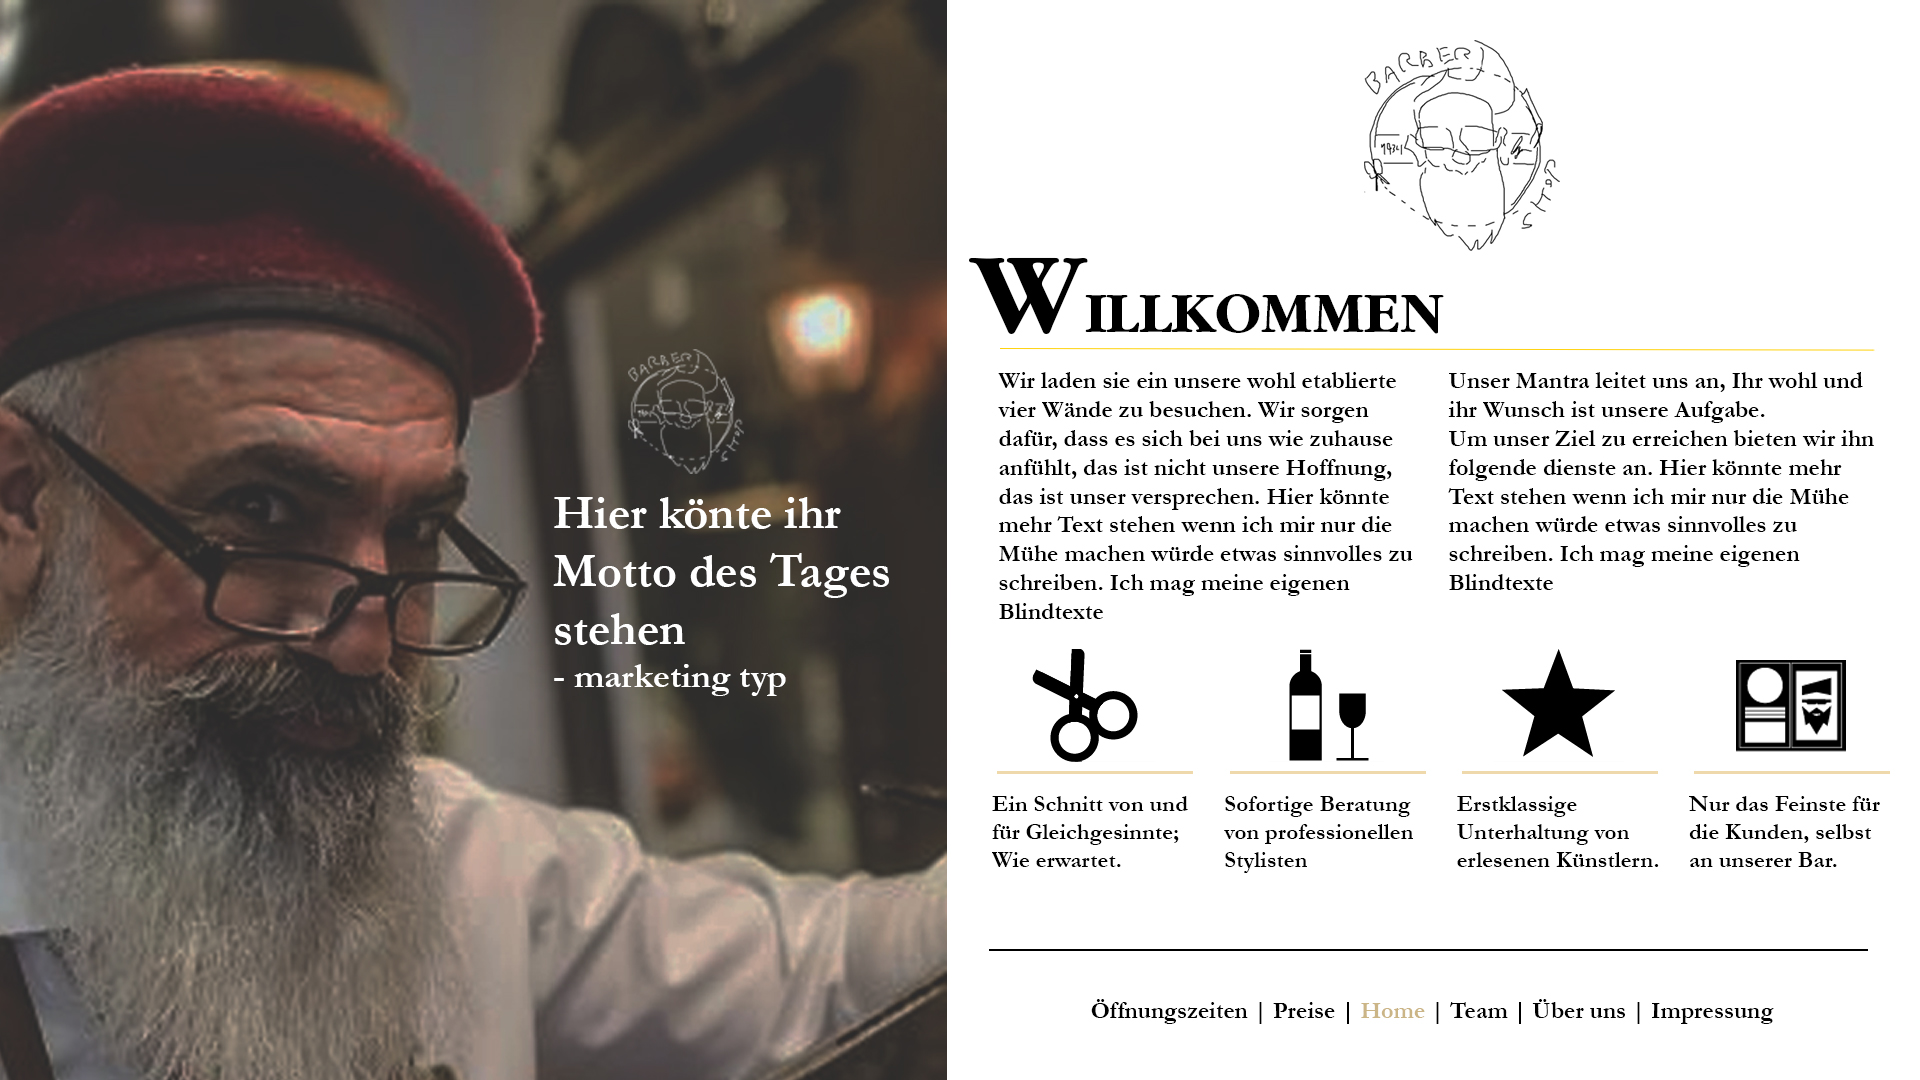 BARBER
SHOP
Hier könte ihr
Motto des Tages
stehen
- marketing typ
BARBER
SHOP
WILLKOMMEN
Wir laden sie ein unsere wohl etablierte
vier Wände zu besuchen. Wir sorgen
dafür, dass es sich bei uns wie zuhause
anfühlt, das ist nicht unsere Hoffnung,
das ist unser versprechen. Hier könnte
mehr Text stehen wenn ich mir nur die
Mühe machen würde etwas sinnvolles zu
schreiben. Ich mag meine eigenen
Blindtexte
Unser Mantra leitet uns an, Ihr wohl und
ihr Wunsch ist unsere Aufgabe.
Um unser Ziel zu erreichen bieten wir ihn
folgende dienste an. Hier könnte mehr
Text stehen wenn ich mir nur die Mühe
machen würde etwas sinnvolles zu
schreiben. Ich mag meine eigenen
Blindtexte
Ein Schnitt von und
für Gleichgesinnte;
Wie erwartet.
Sofortige Beratung
von professionellen
Stylisten
Erstklassige
Unterhaltung von
erlesenen Künstlern.
Nur das Feinste für
die Kunden, selbst
an unserer Bar.
Öffnungszeiten | Preise | Home | Team | Über uns | Impressung